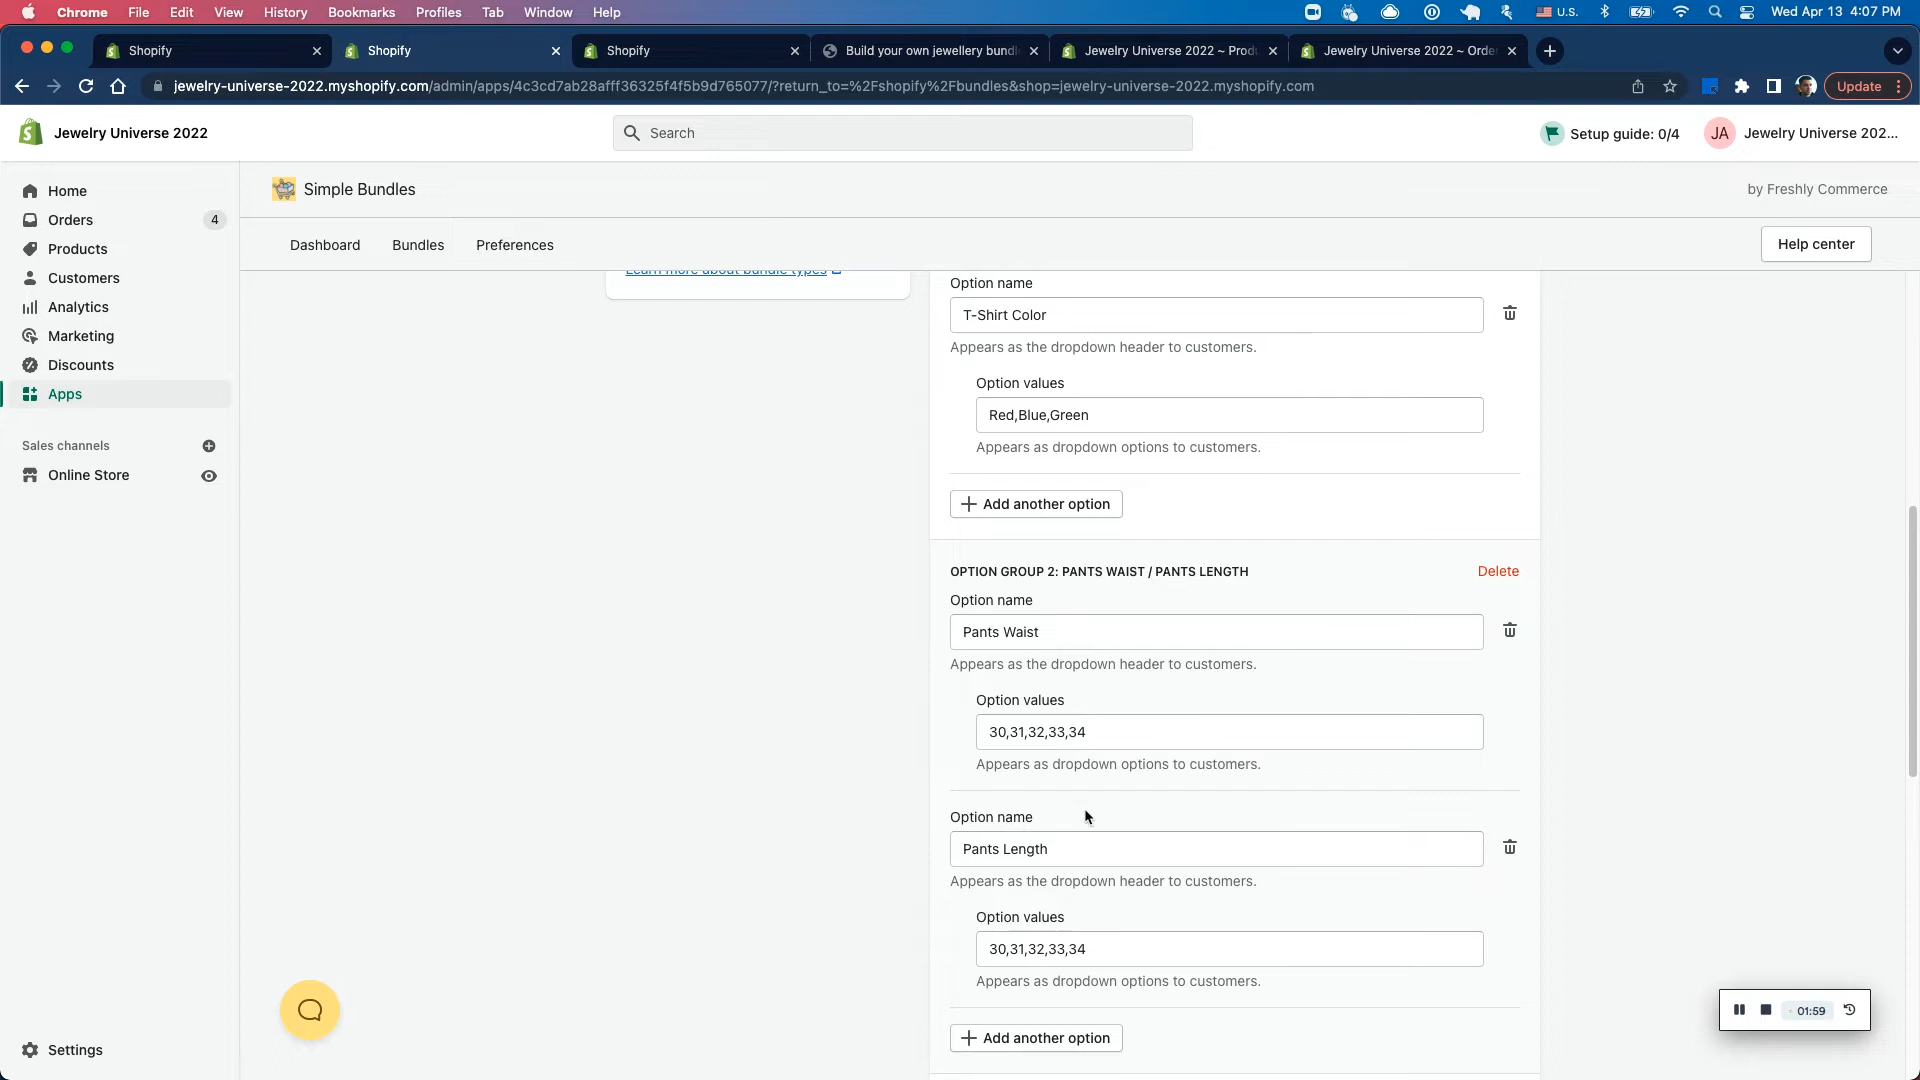 Chrome File Edit View History Bookmarks Profiles Tab Window Help
U.S. Wed Apr 13 4:07 PM
Shopify
Shopify
Shopify
Build your own jewellery bundl
Jewelry Universe 2022 ~ Produ
Jewelry Universe 2022 ~ Order
jewelry-universe-2022.myshopify.com/admin/apps/4c3cd7ab28afff36325f4f5b9d765077/?return_to=%2Fshopify%2Fbundles&shop=jewelry-universe-2022.myshopify.com
Update
Jewelry Universe 2022
Search
Setup guide: 0/4
JA
Jewelry Universe 202...
Home
Orders
4
Products
Customers
Analytics
Marketing
Discounts
Apps
Sales channels
Online Store
Settings
Simple Bundles
by Freshly Commerce
Dashboard
Bundles
Preferences
Help center
Learn more about bundle types
Option name
T-Shirt Color
Appears as the dropdown header to customers.
Option values
Red,Blue,Green
Appears as dropdown options to customers.
Add another option
OPTION GROUP 2: PANTS WAIST / PANTS LENGTH
Delete
Option name
Pants Waist
Appears as the dropdown header to customers.
Option values
30,31,32,33,34
Appears as dropdown options to customers.
Option name
Pants Length
Appears as the dropdown header to customers.
Option values
30,31,32,33,34
Appears as dropdown options to customers.
Add another option
01:59